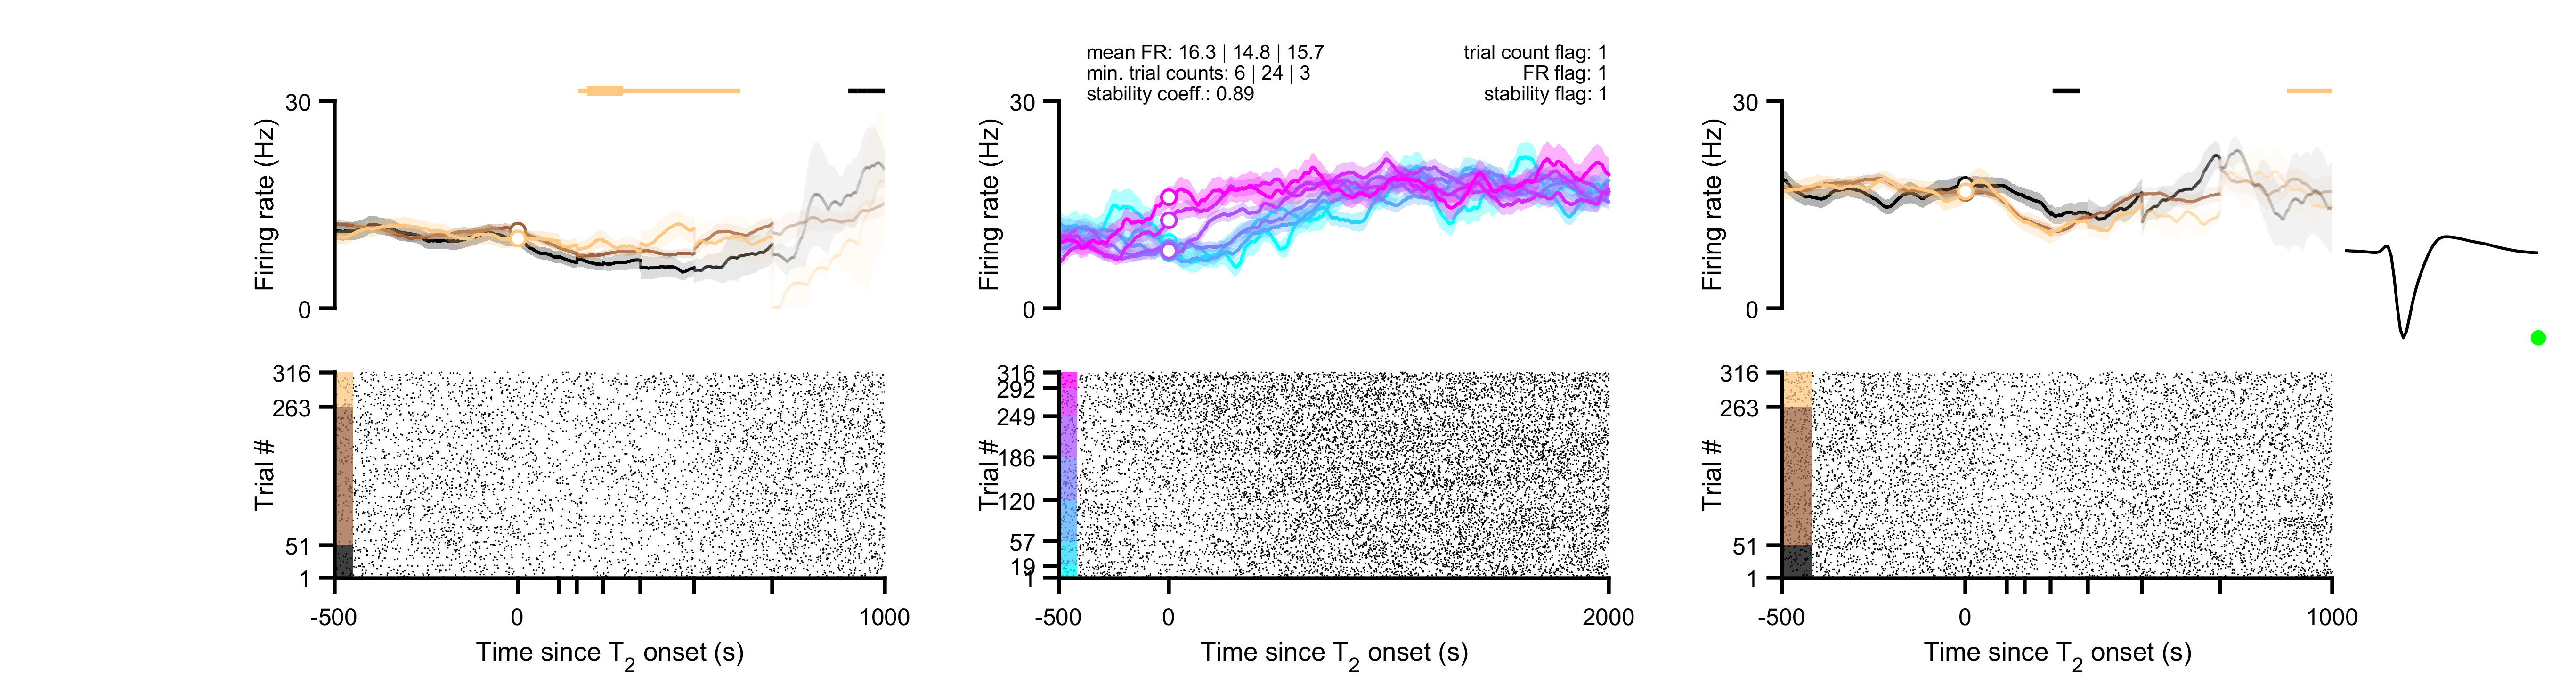 mean FR: 16.3 | 14.8 | 15.7
min. trial counts: 6 | 24 | 3
stability coeff.: 0.89
trial count flag: 1
FR flag: 1
stability flag: 1
30
Firing rate (Hz)
0
30
Firing rate (Hz)
0
30
Firing rate (Hz)
0
316
263
Trial #
51
1
-500
0
1000
Time since T2 onset (s)
316
292
249
186
120
57
19
1
Trial #
-500
0
2000
Time since T2 onset (s)
316
263
Trial #
51
1
-500
0
1000
Time since T2 onset (s)